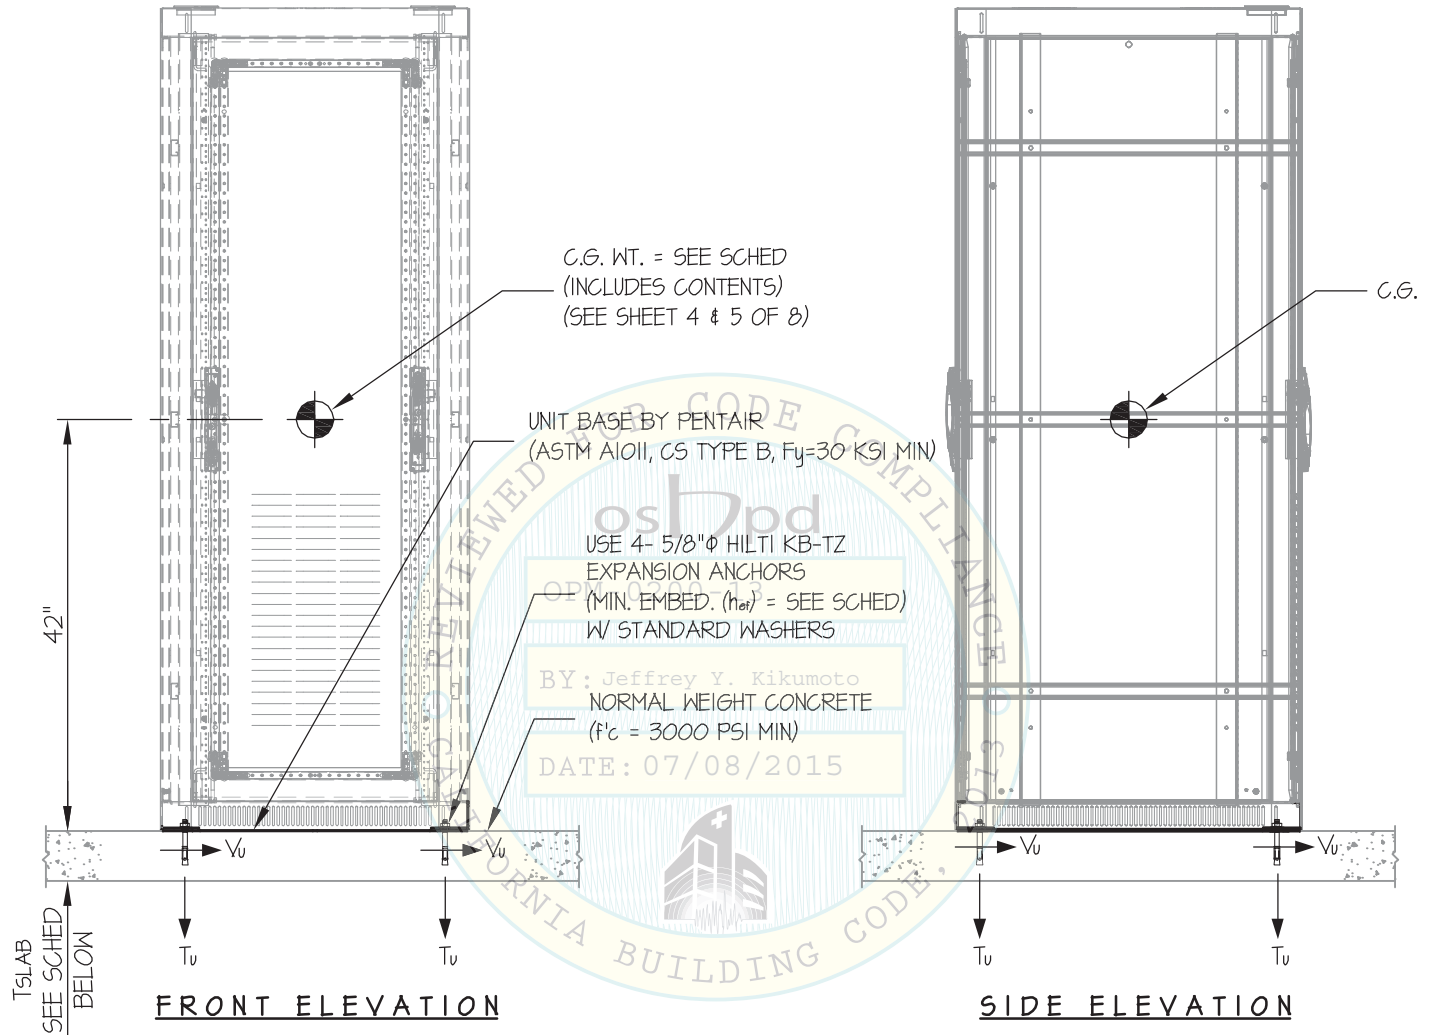 C.G. WT. = SEE SCHED
(INCLUDES CONTENTS)
(SEE SHEET 4 & 5 OF 8)
C.G.
UNIT BASE BY PENTAIR
(ASTM A1011, CS TYPE B, Fy=30 KSI MIN)
USE 4- 5/8"Φ HILTI KB-TZ
EXPANSION ANCHORS
(MIN. EMBED. (hef) = SEE SCHED)
W/ STANDARD WASHERS
NORMAL WEIGHT CONCRETE
(f'c = 3000 PSI MIN)
42"
REVIEWED FOR CODE COMPLIANCE
oshpd
OPM 0200-13
BY: Jeffrey Y. Kikumoto
DATE: 07/08/2015
CALIFORNIA BUILDING CODE, 2013
Vu
Vu
Vu
Vu
Tu
Tu
Tu
Tu
TSLAB
SEE SCHED
BELOW
FRONT ELEVATION
SIDE ELEVATION